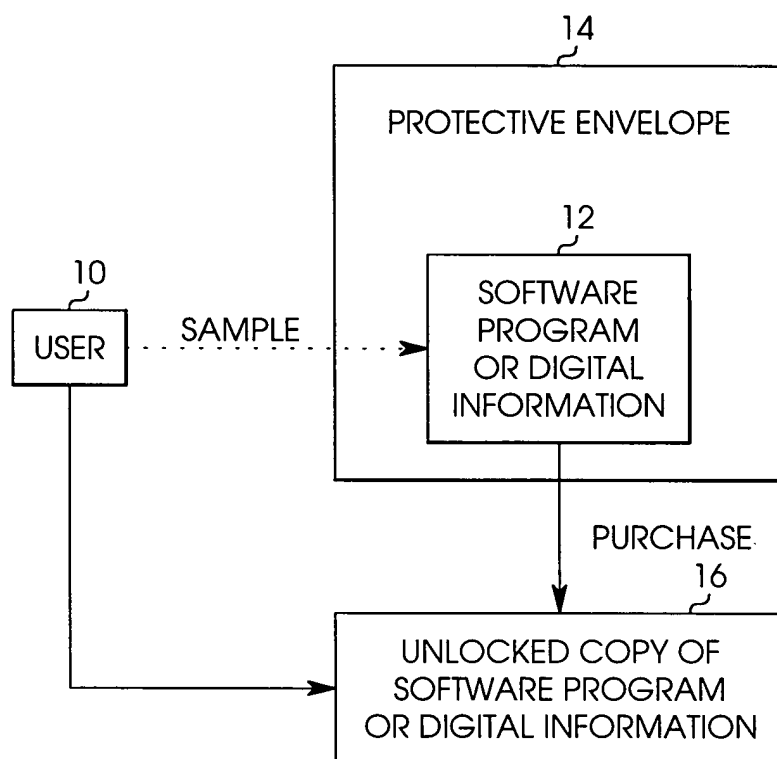 14
PROTECTIVE ENVELOPE
12
SOFTWARE
PROGRAM
OR DIGITAL
INFORMATION
10
USER
SAMPLE
PURCHASE
16
UNLOCKED COPY OF
SOFTWARE PROGRAM
OR DIGITAL INFORMATION